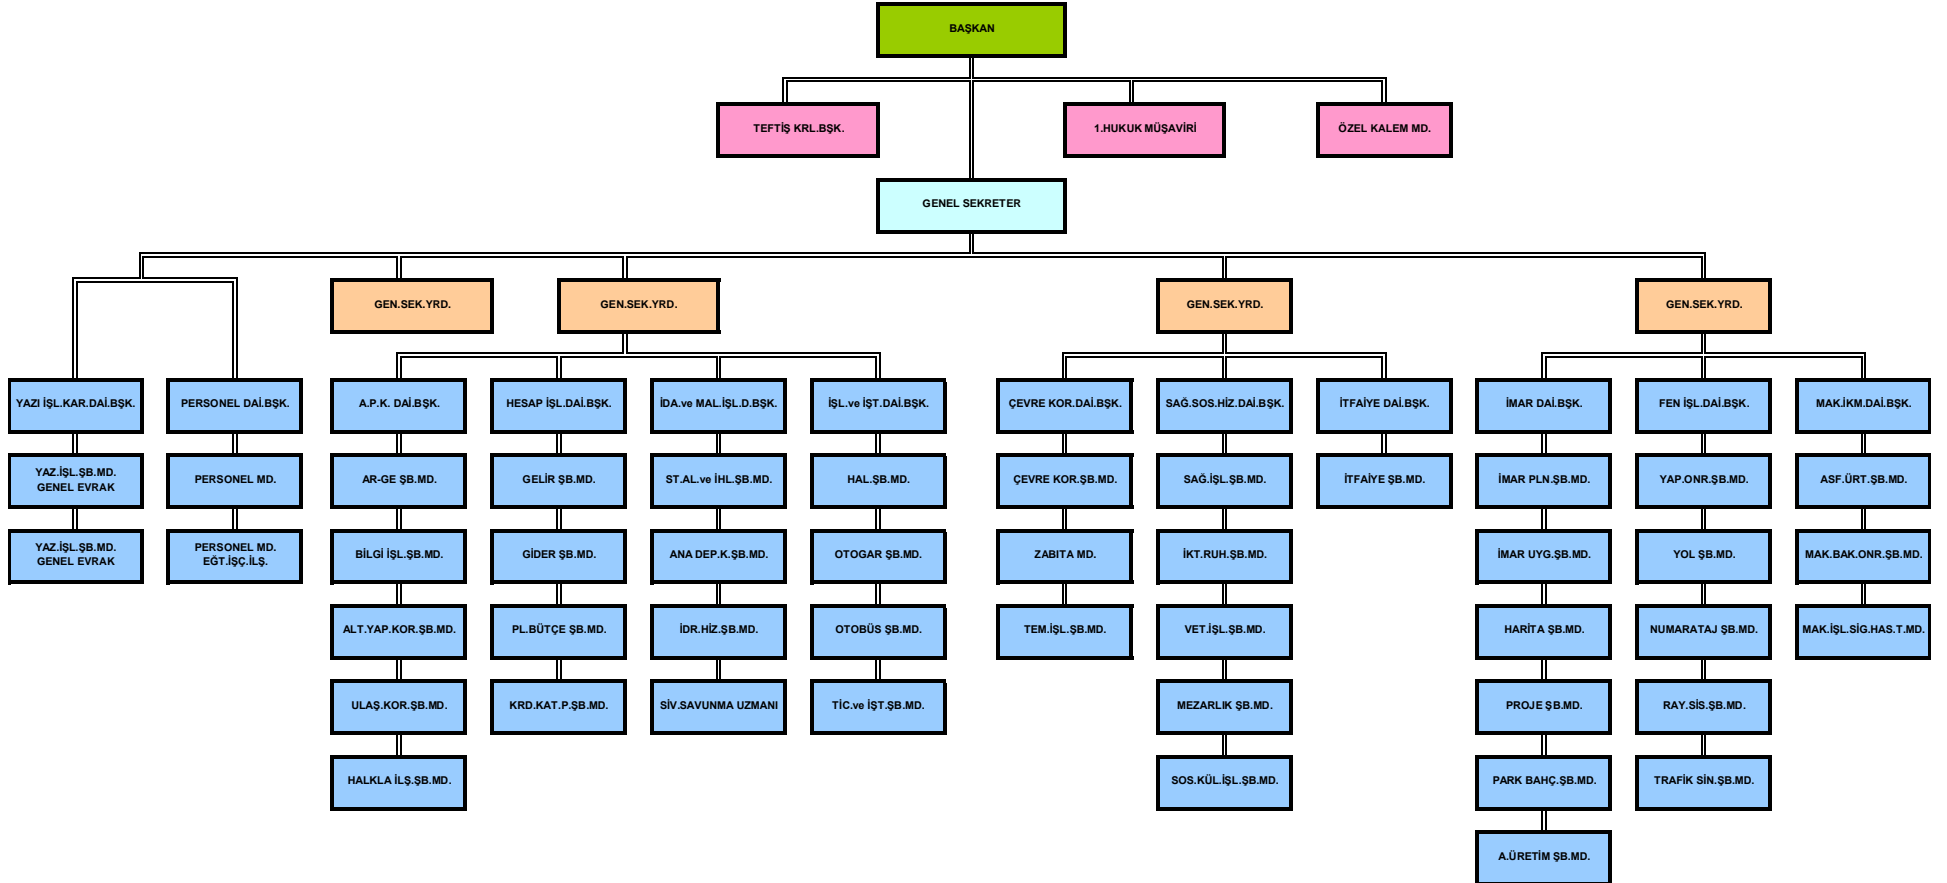 BAŞKAN
TEFTİŞ KRL.BŞK.
1.HUKUK MÜŞAVİRİ
ÖZEL KALEM MD.
GENEL SEKRETER
GEN.SEK.YRD.
GEN.SEK.YRD.
GEN.SEK.YRD.
GEN.SEK.YRD.
YAZI İŞL.KAR.DAİ.BŞK.
PERSONEL DAİ.BŞK.
A.P.K. DAİ.BŞK.
HESAP İŞL.DAİ.BŞK.
İDA.ve MAL.İŞL.D.BŞK.
İŞL.ve İŞT.DAİ.BŞK.
ÇEVRE KOR.DAİ.BŞK.
SAĞ.SOS.HİZ.DAİ.BŞK.
İTFAİYE DAİ.BŞK.
İMAR DAİ.BŞK.
FEN İŞL.DAİ.BŞK.
MAK.İKM.DAİ.BŞK.
YAZ.İŞL.ŞB.MD.
GENEL EVRAK
PERSONEL MD.
AR-GE ŞB.MD.
GELİR ŞB.MD.
ST.AL.ve İHL.ŞB.MD.
HAL.ŞB.MD.
ÇEVRE KOR.ŞB.MD.
SAĞ.İŞL.ŞB.MD.
İTFAİYE ŞB.MD.
İMAR PLN.ŞB.MD.
YAP.ONR.ŞB.MD.
ASF.ÜRT.ŞB.MD.
YAZ.İŞL.ŞB.MD.
GENEL EVRAK
PERSONEL MD.
EĞT.İŞÇ.İLŞ.
BİLGİ İŞL.ŞB.MD.
GİDER ŞB.MD.
ANA DEP.K.ŞB.MD.
OTOGAR ŞB.MD.
ZABITA MD.
İKT.RUH.ŞB.MD.
İMAR UYG.ŞB.MD.
YOL ŞB.MD.
MAK.BAK.ONR.ŞB.MD.
ALT.YAP.KOR.ŞB.MD.
PL.BÜTÇE ŞB.MD.
İDR.HİZ.ŞB.MD.
OTOBÜS ŞB.MD.
TEM.İŞL.ŞB.MD.
VET.İŞL.ŞB.MD.
HARİTA ŞB.MD.
NUMARATAJ ŞB.MD.
MAK.İŞL.SİG.HAS.T.MD.
ULAŞ.KOR.ŞB.MD.
KRD.KAT.P.ŞB.MD.
SİV.SAVUNMA UZMANI
TİC.ve İŞT.ŞB.MD.
MEZARLIK ŞB.MD.
PROJE ŞB.MD.
RAY.SİS.ŞB.MD.
HALKLA İLŞ.ŞB.MD.
SOS.KÜL.İŞL.ŞB.MD.
PARK BAHÇ.ŞB.MD.
TRAFİK SİN.ŞB.MD.
A.ÜRETİM ŞB.MD.